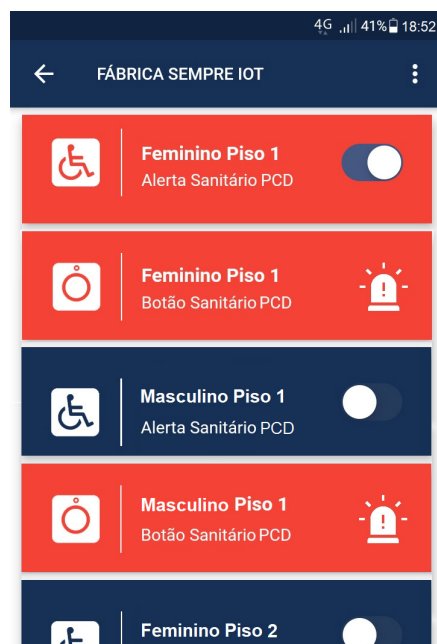 4G 41% 18:52
FÁBRICA SEMPRE IOT
Feminino Piso 1
Alerta Sanitário PCD
Feminino Piso 1
Botão Sanitário PCD
Masculino Piso 1
Alerta Sanitário PCD
Masculino Piso 1
Botão Sanitário PCD
Feminino Piso 2